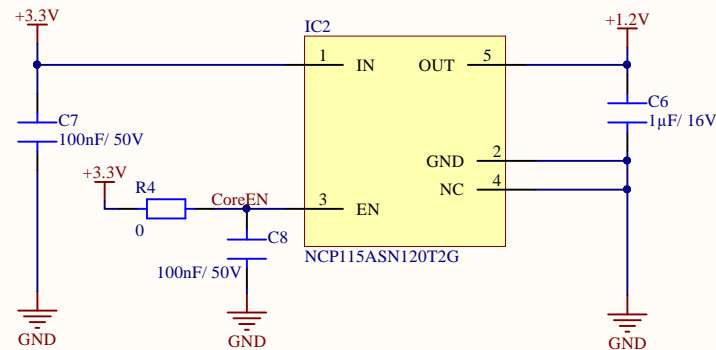 +3.3V
IC2
+1.2V
1
IN
OUT
5
C7
100nF/ 50V
C6
1µF/ 16V
GND
2
NC
4
+3.3V
R4
0
CoreEN
3
EN
C8
100nF/ 50V
NCP115ASN120T2G
GND
GND
GND